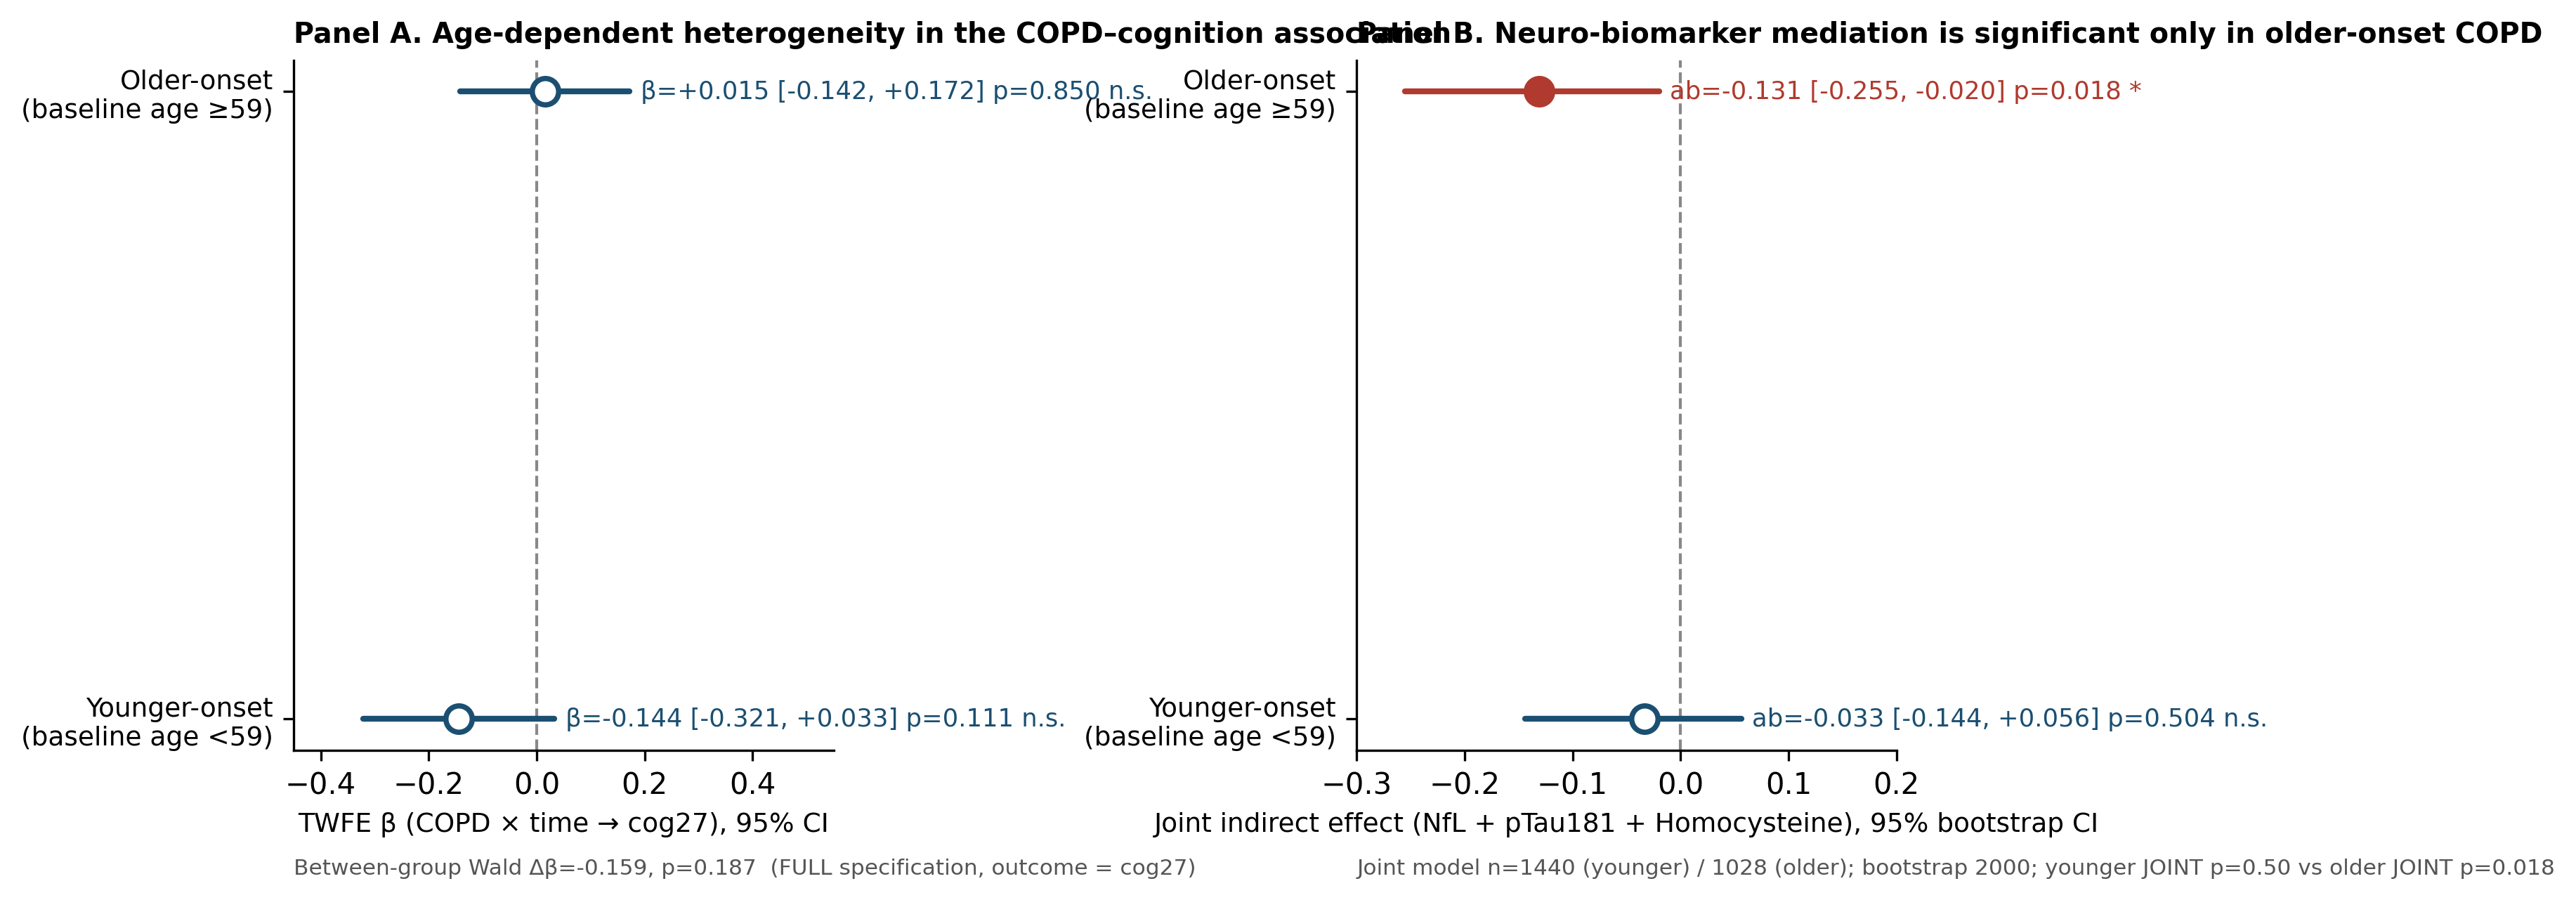 Panel A. Age-dependent heterogeneity in the COPD–cognition association
Older-onset
(baseline age ≥59)
β=+0.015 [-0.142, +0.172] p=0.850 n.s.
Younger-onset
(baseline age <59)
β=-0.144 [-0.321, +0.033] p=0.111 n.s.
−0.4 −0.2 0.0 0.2 0.4
TWFE β (COPD × time → cog27), 95% CI
Between-group Wald Δβ=-0.159, p=0.187 (FULL specification, outcome = cog27)
Panel B. Neuro-biomarker mediation is significant only in older-onset COPD
Older-onset
(baseline age ≥59)
ab=-0.131 [-0.255, -0.020] p=0.018 *
Younger-onset
(baseline age <59)
ab=-0.033 [-0.144, +0.056] p=0.504 n.s.
−0.3 −0.2 −0.1 0.0 0.1 0.2
Joint indirect effect (NfL + pTau181 + Homocysteine), 95% bootstrap CI
Joint model n=1440 (younger) / 1028 (older); bootstrap 2000; younger JOINT p=0.50 vs older JOINT p=0.018